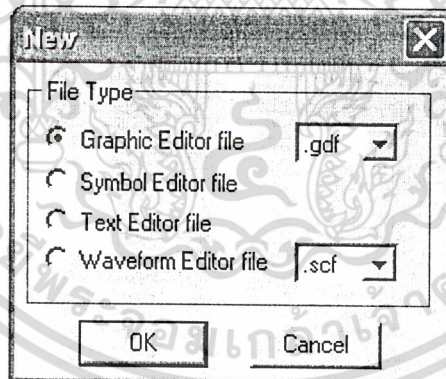 New
File Type
Graphic Editor file .gdf
Symbol Editor file
Text Editor file
Waveform Editor file .scf
OK Cancel